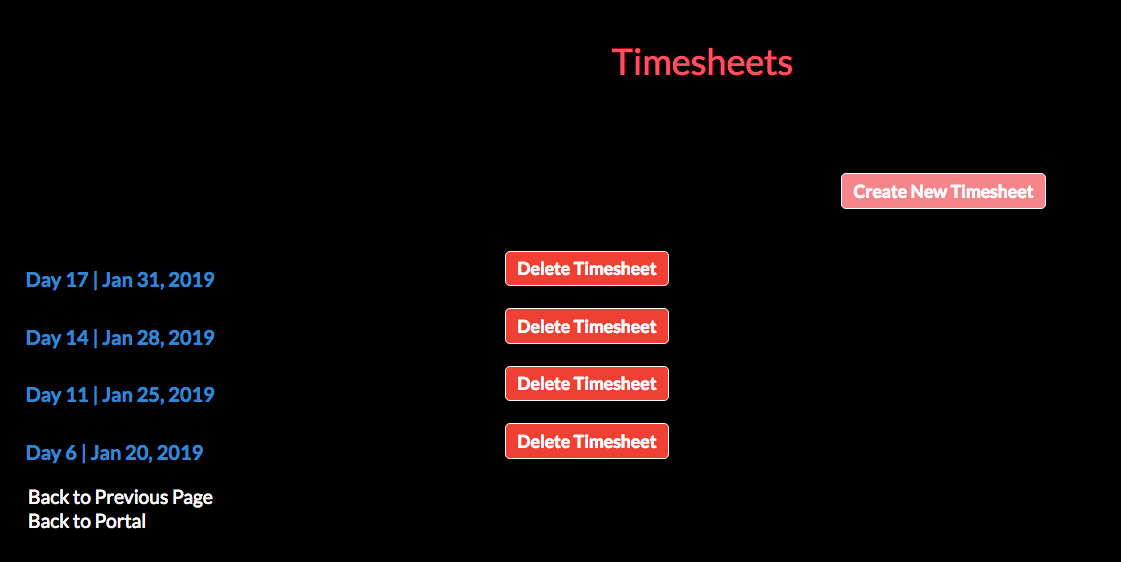 Timesheets
Create New Timesheet
Day 17 | Jan 31, 2019
Delete Timesheet
Day 14 | Jan 28, 2019
Delete Timesheet
Day 11 | Jan 25, 2019
Delete Timesheet
Day 6 | Jan 20, 2019
Delete Timesheet
Back to Previous Page
Back to Portal